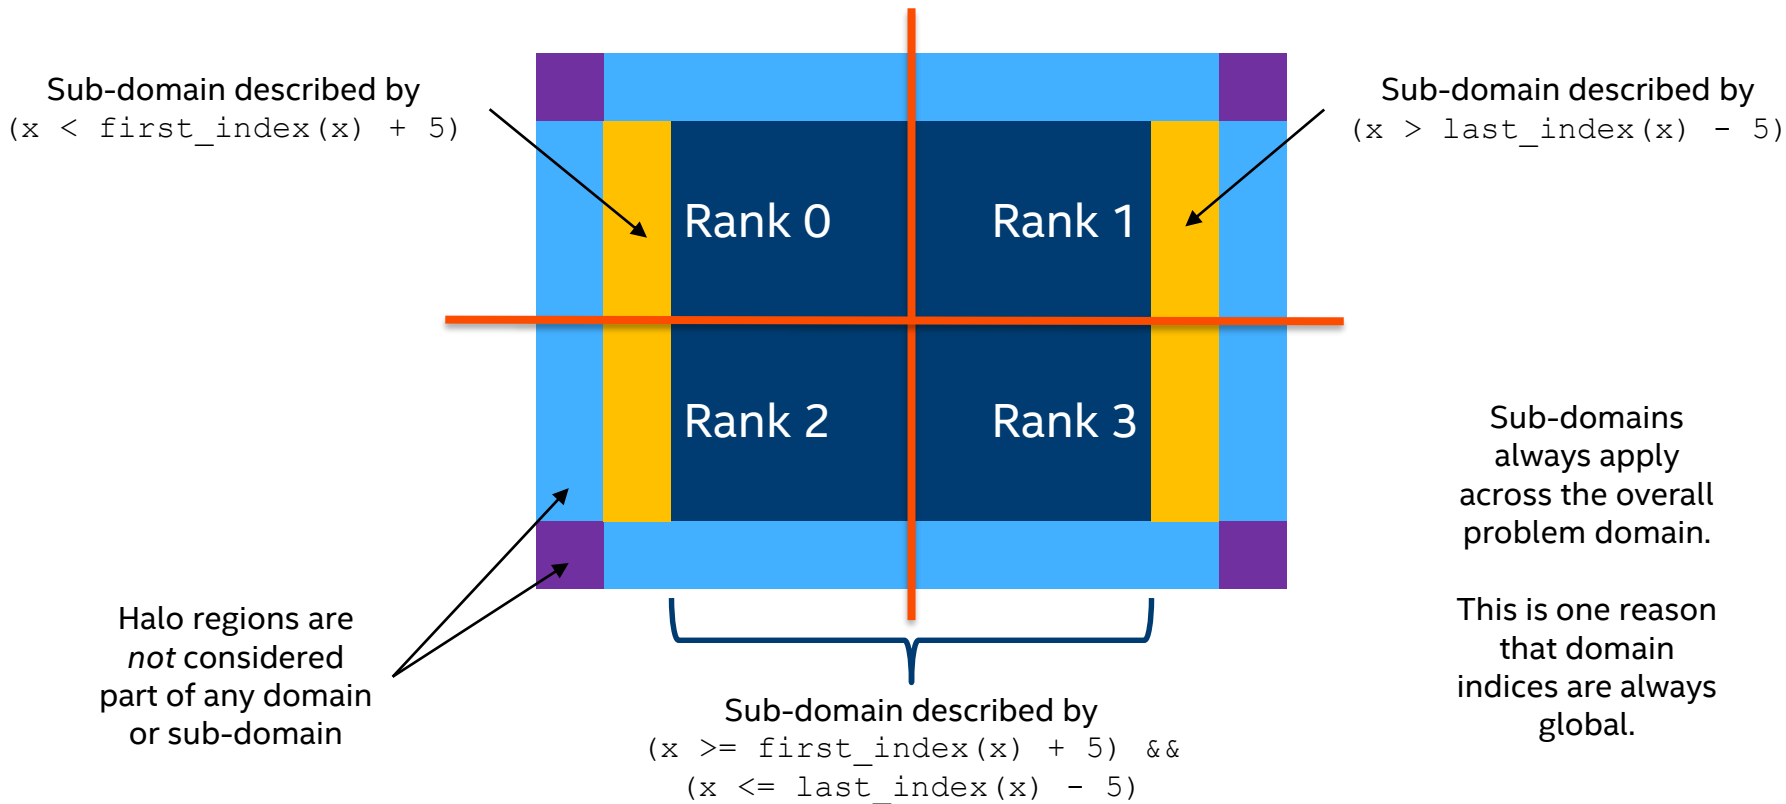 Sub-domain described by
(x < first_index(x) + 5)
Sub-domain described by
(x > last_index(x) - 5)
Rank 0
Rank 1
Rank 2
Rank 3
Sub-domains
always apply
across the overall
problem domain.
This is one reason
that domain
indices are always
global.
Halo regions are
not considered
part of any domain
or sub-domain
Sub-domain described by
(x >= first_index(x) + 5) &&
(x <= last_index(x) - 5)